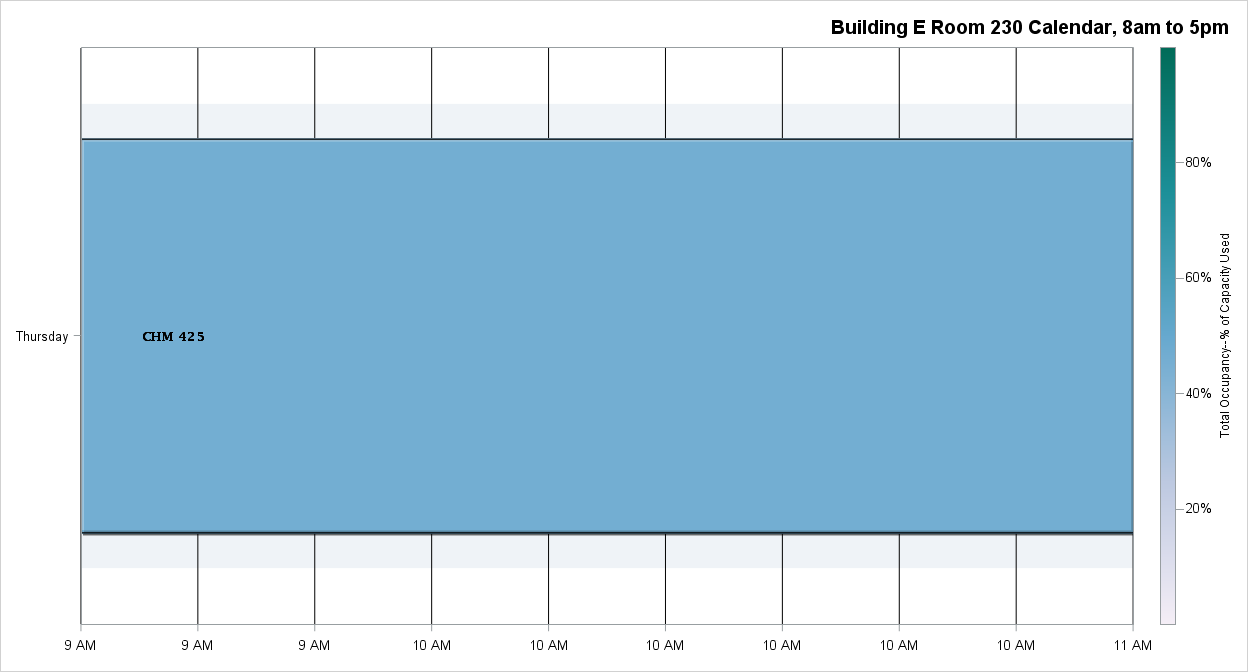 Building E Room 230 Calendar, 8am to 5pm
80%
60%
40%
20%
Total Occupancy--% of Capacity Used
Thursday
CHM 425
9 AM
9 AM
9 AM
10 AM
10 AM
10 AM
10 AM
10 AM
10 AM
11 AM